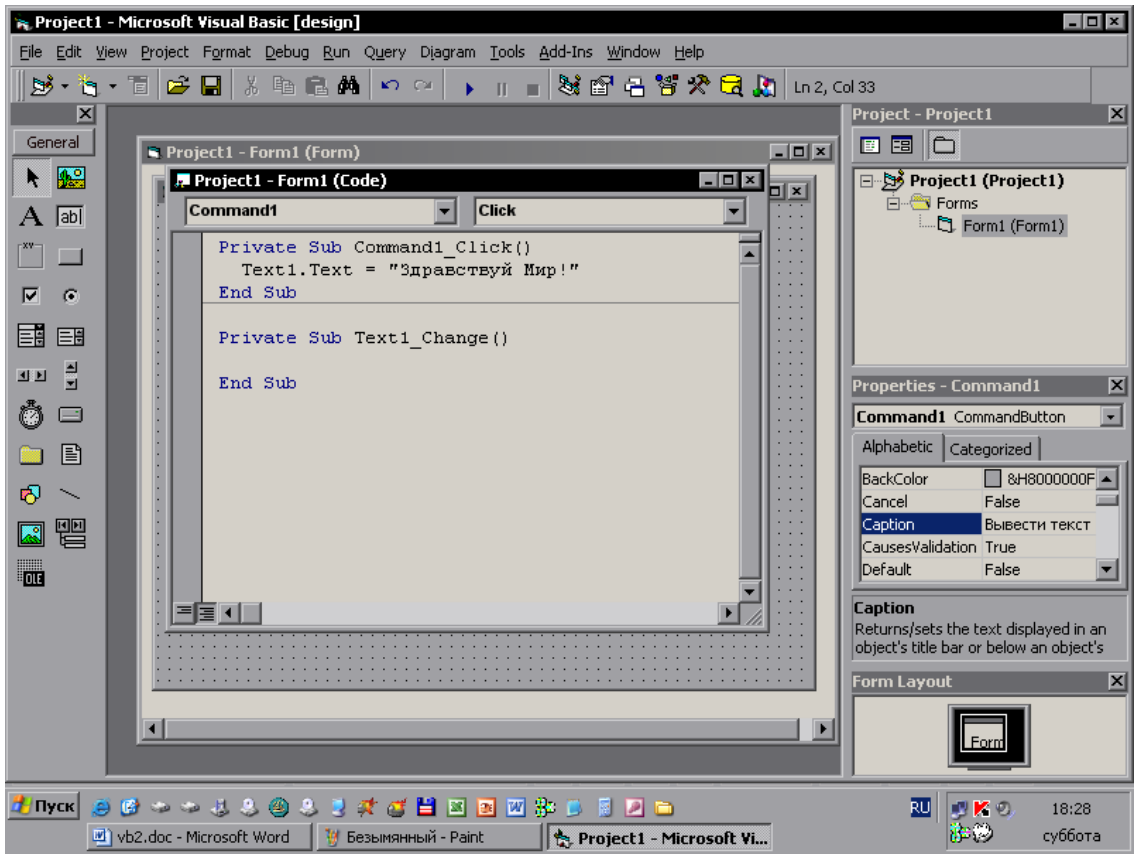 Project1 - Microsoft Visual Basic [design]
File Edit View Project Format Debug Run Query Diagram Tools Add-Ins Window Help
Ln 2, Col 33
General
A
ab|
XY
OLE
Project1 - Form1 (Form)
Project1 - Form1 (Code)
Command1
Click
Private Sub Command1_Click()
Text1.Text = "Здравствуй Мир!"
End Sub
Private Sub Text1_Change()
End Sub
Project - Project1
Project1 (Project1)
Forms
Form1 (Form1)
Properties - Command1
Command1 CommandButton
Alphabetic Categorized
BackColor &H8000000F
Cancel False
Caption Вывести текст
CausesValidation True
Default False
Caption
Returns/sets the text displayed in an
object's title bar or below an object's
Form Layout
Form
Пуск
RU
K
18:28
vb2.doc - Microsoft Word
Безымянный - Paint
Project1 - Microsoft Vi...
суббота